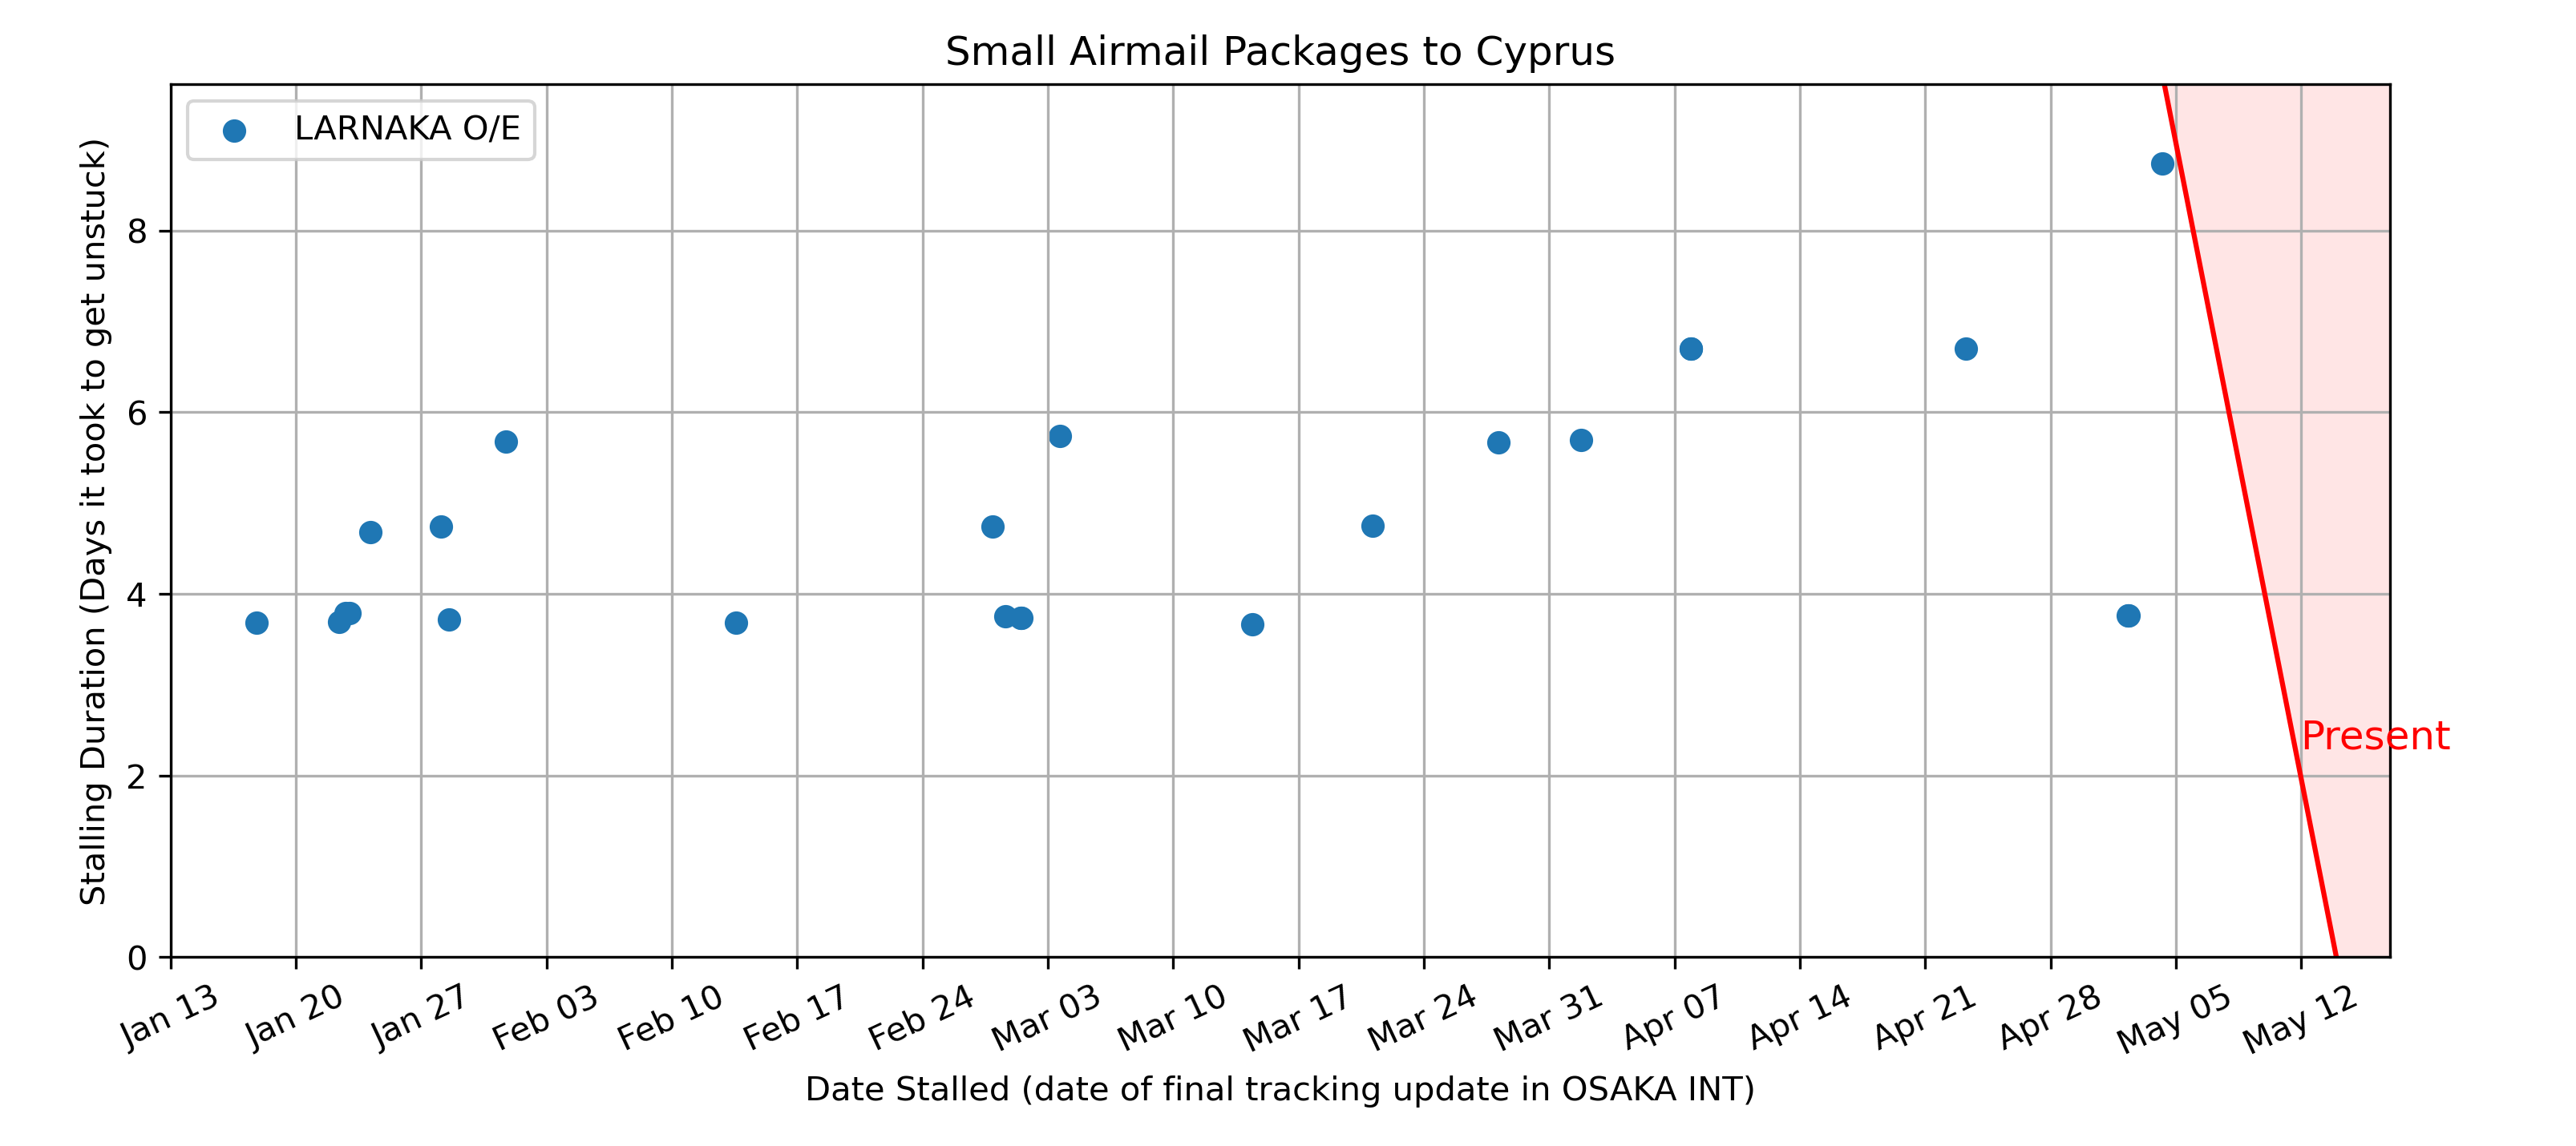 Small Airmail Packages to Cyprus
LARNAKA O/E
Stalling Duration (Days it took to get unstuck)
8
6
4
2
0
Present
Jan 13 Jan 20 Jan 27 Feb 03 Feb 10 Feb 17 Feb 24 Mar 03 Mar 10 Mar 17 Mar 24 Mar 31 Apr 07 Apr 14 Apr 21 Apr 28 May 05 May 12
Date Stalled (date of final tracking update in OSAKA INT)